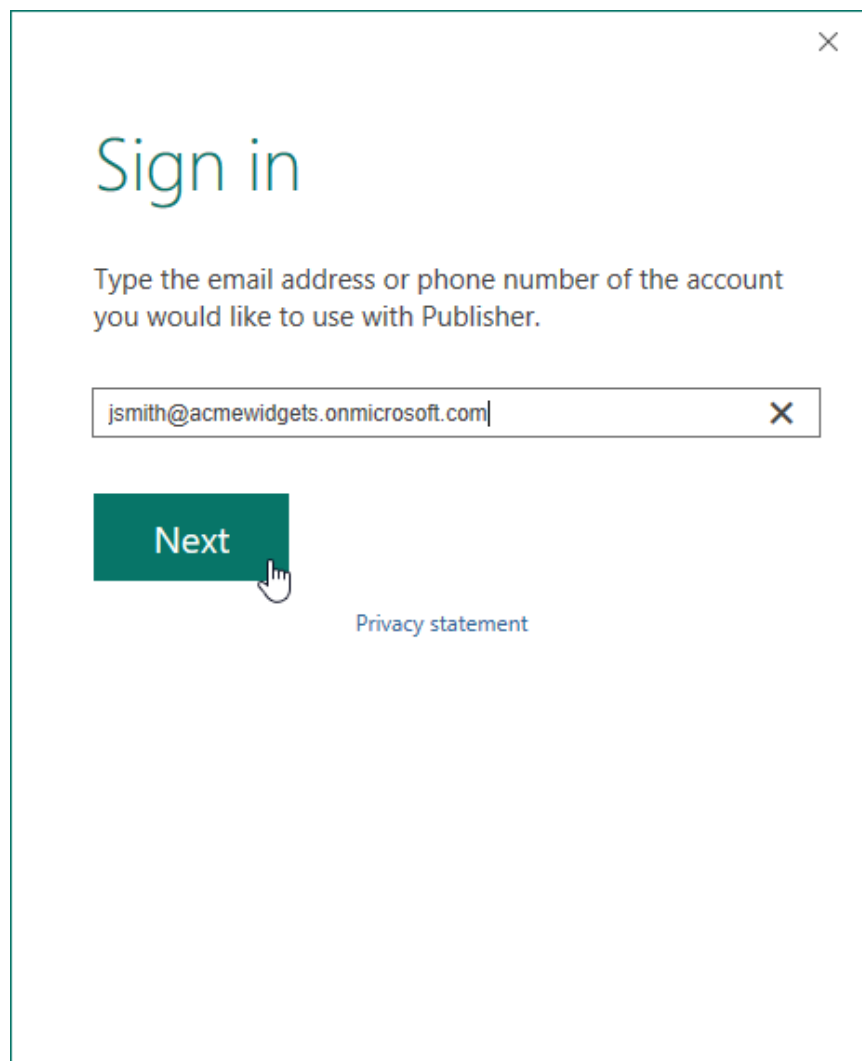 Sign in
Type the email address or phone number of the account
you would like to use with Publisher.
jsmith@acmewidgets.onmicrosoft.com
Next
Privacy statement